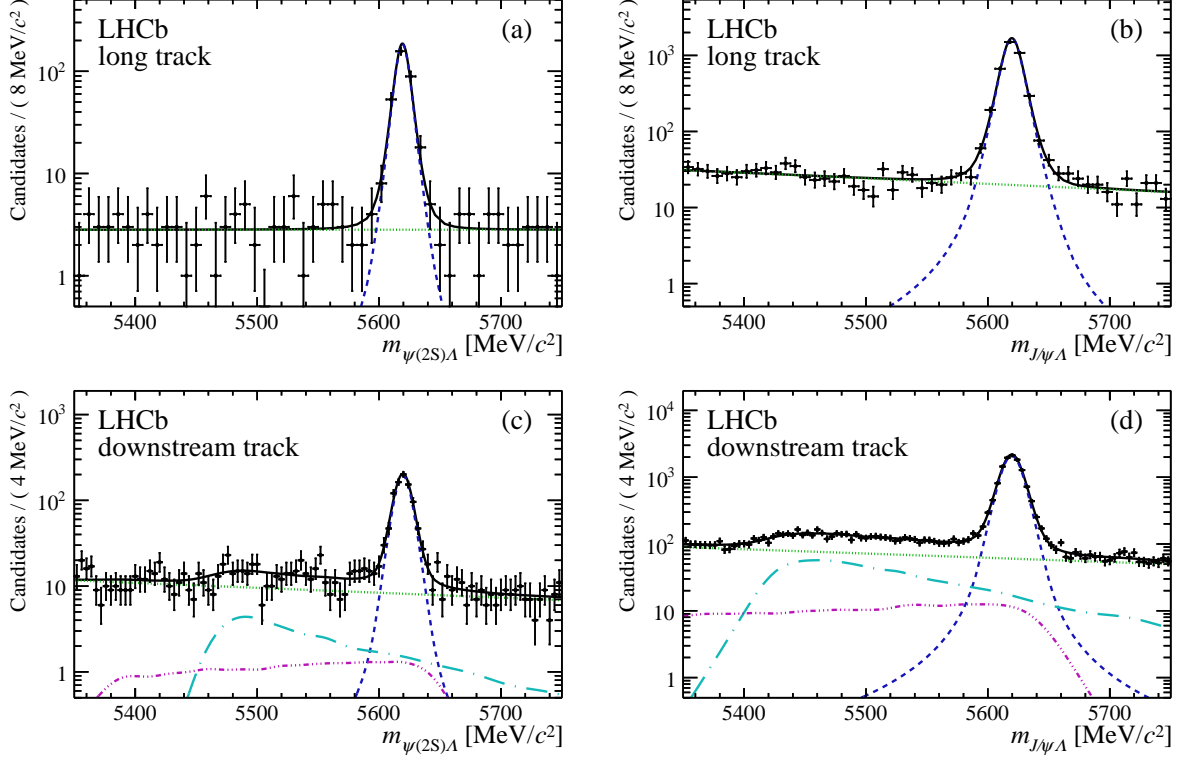 Candidates / ( 8 MeV/c²)
LHCb
long track
(a)
10²
10
1
5400 5500 5600 5700
m_ψ(2S)Λ [MeV/c²]
Candidates / ( 8 MeV/c²)
LHCb
long track
(b)
10³
10²
10
1
5400 5500 5600 5700
m_J/ψΛ [MeV/c²]
Candidates / ( 4 MeV/c²)
LHCb
downstream track
(c)
10³
10²
10
1
5400 5500 5600 5700
m_ψ(2S)Λ [MeV/c²]
Candidates / ( 4 MeV/c²)
LHCb
downstream track
(d)
10⁴
10³
10²
10
1
5400 5500 5600 5700
m_J/ψΛ [MeV/c²]